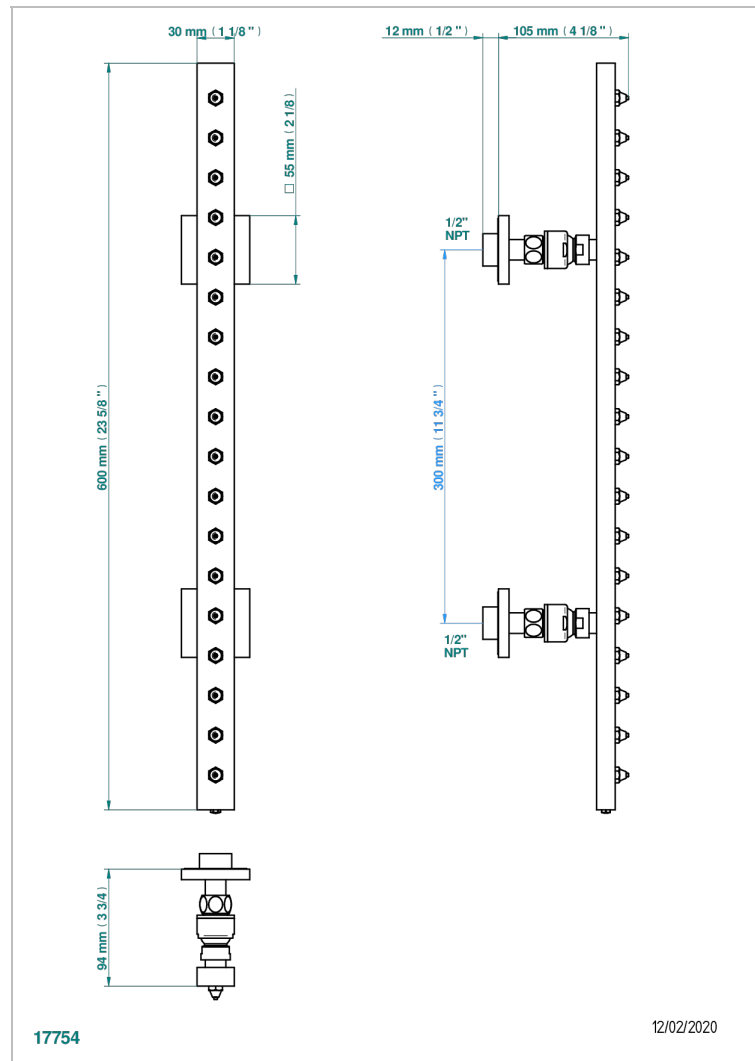 30 mm ( 1 1/8 " )
12 mm ( 1/2 " )
105 mm ( 4 1/8 " )
□ 55 mm ( 2 1/8 )
1/2"
NPT
600 mm ( 23 5/8 " )
300 mm ( 11 3/4 " )
1/2"
NPT
94 mm ( 3 3/4 )
17754
12/02/2020